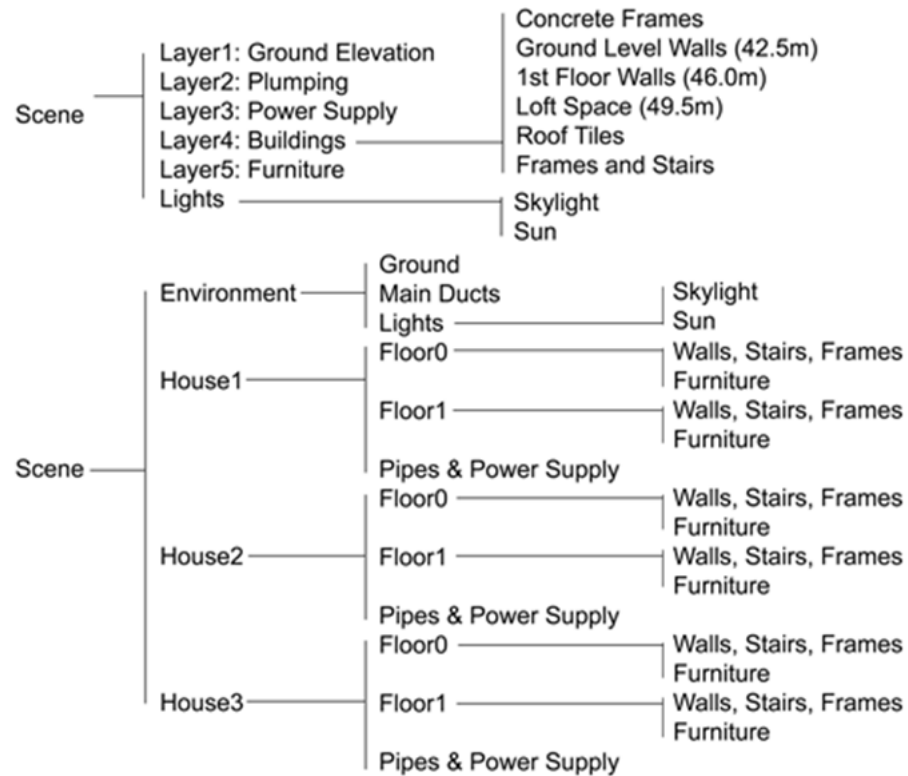 Scene
Layer1: Ground Elevation
Layer2: Plumping
Layer3: Power Supply
Layer4: Buildings
Layer5: Furniture
Lights
Concrete Frames
Ground Level Walls (42.5m)
1st Floor Walls (46.0m)
Loft Space (49.5m)
Roof Tiles
Frames and Stairs
Skylight
Sun
Scene
Environment
Ground
Main Ducts
Lights
Skylight
Sun
House1
Floor0
Walls, Stairs, Frames
Furniture
Floor1
Walls, Stairs, Frames
Furniture
Pipes & Power Supply
House2
Floor0
Walls, Stairs, Frames
Furniture
Floor1
Walls, Stairs, Frames
Furniture
Pipes & Power Supply
House3
Floor0
Walls, Stairs, Frames
Furniture
Floor1
Walls, Stairs, Frames
Furniture
Pipes & Power Supply